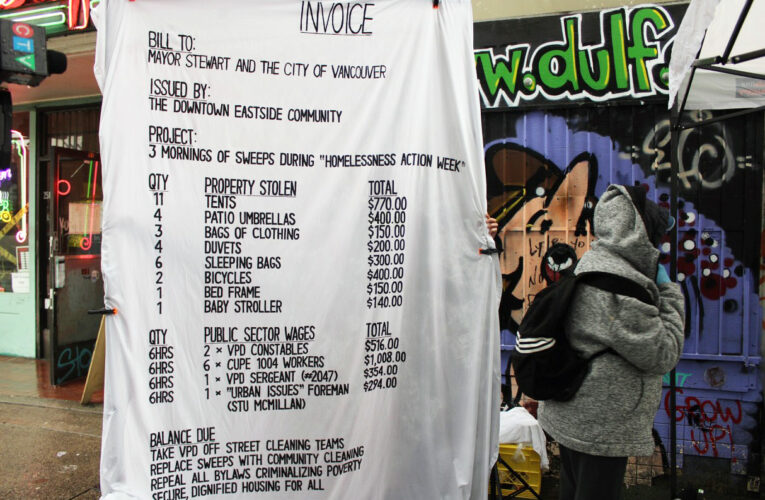 INVOICE
BILL TO:
MAYOR STEWART AND THE CITY OF VANCOUVER
ISSUED BY:
THE DOWNTOWN EASTSIDE COMMUNITY
PROJECT:
3 MORNINGS OF SWEEPS DURING "HOMELESSNESS ACTION WEEK"
QTY PROPERTY STOLEN TOTAL
11 TENTS $770.00
4 PATIO UMBRELLAS $400.00
3 BAGS OF CLOTHING $150.00
4 DUVETS $200.00
6 SLEEPING BAGS $300.00
2 BICYCLES $400.00
1 BED FRAME $150.00
1 BABY STROLLER $140.00
QTY PUBLIC SECTOR WAGES TOTAL
6HRS 2 × VPD CONSTABLES $516.00
6HRS 6 × CUPE 1004 WORKERS $1,008.00
6HRS 1 × VPD SERGEANT (#2047) $354.00
6HRS 1 × "URBAN ISSUES" FOREMAN $294.00
(STU MCMILLAN)
BALANCE DUE
TAKE VPD OFF STREET CLEANING TEAMS
REPLACE SWEEPS WITH COMMUNITY CLEANING
REPEAL ALL BYLAWS CRIMINALIZING POVERTY
SECURE, DIGNIFIED HOUSING FOR ALL
CTV
w.dulf.
GROW
UP!